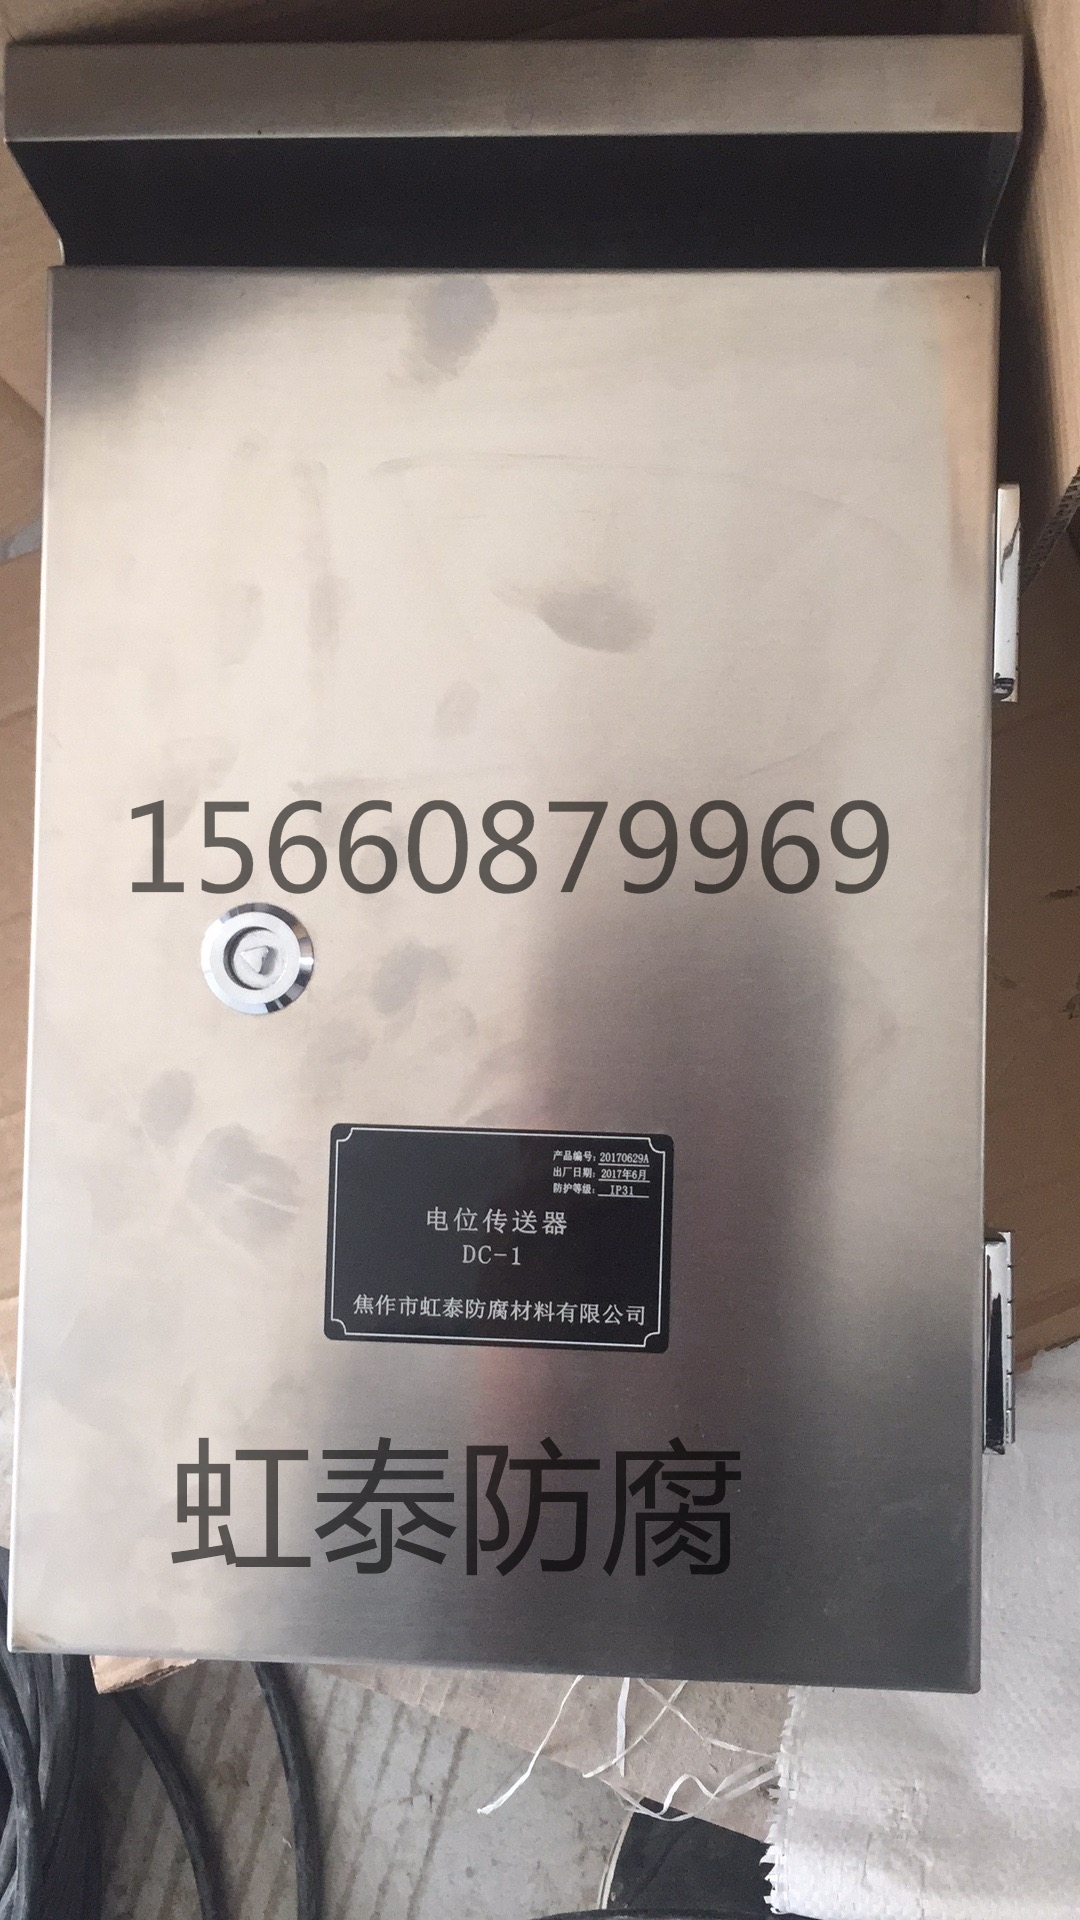 15660879969
产品编号：20170629A
出厂日期：2017年6月
防护等级：IP31
电位传送器
DC-1
焦作市虹泰防腐材料有限公司
虹泰防腐